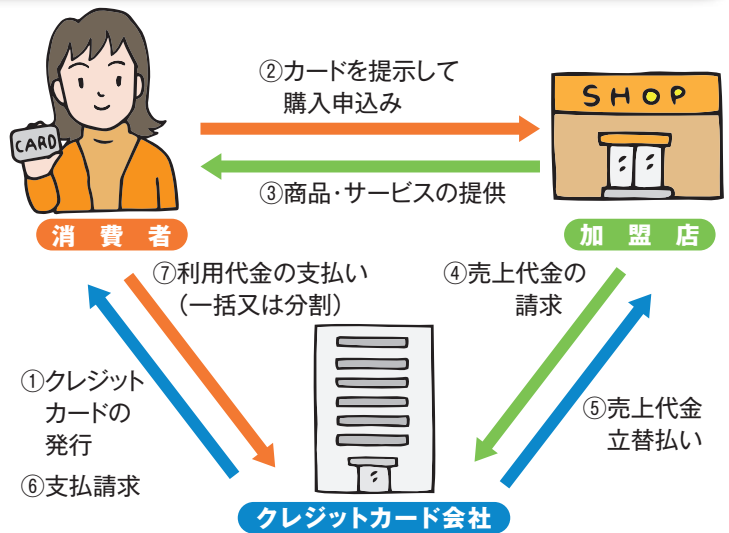 ②カードを提示して
購入申込み
SHOP
CARD
③商品・サービスの提供
消費者
加盟店
⑦利用代金の支払い
（一括又は分割）
④売上代金の
請求
①クレジット
カードの
発行
⑥支払請求
⑤売上代金
立替払い
クレジットカード会社